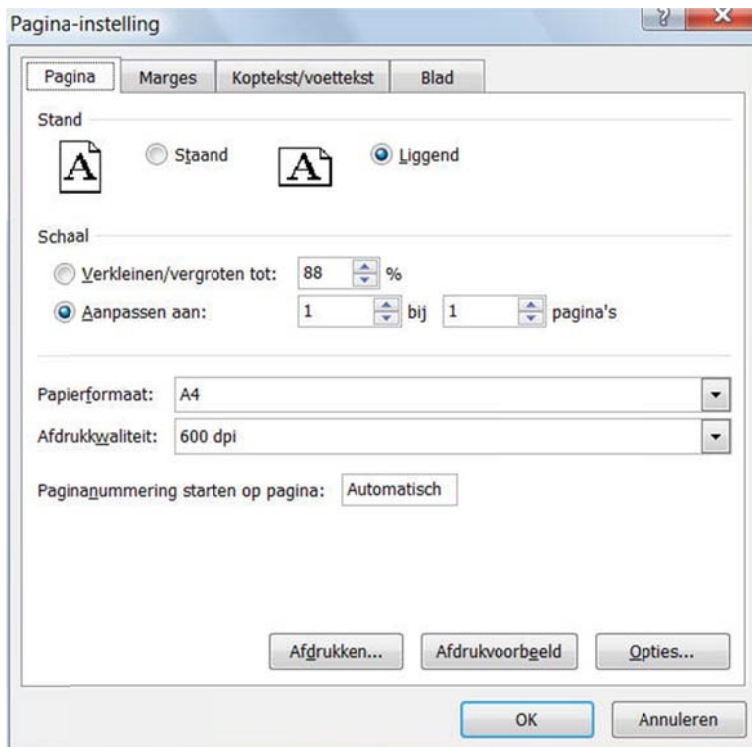 Pagina-instelling
Pagina Marges Koptekst/voettekst Blad
Stand
A Staand A Liggend
Schaal
Verkleinen/vergroten tot: 88 %
Aanpassen aan: 1 bij 1 pagina's
Papierformaat: A4
Afdrukkwaliteit: 600 dpi
Paginanummering starten op pagina: Automatisch
Afdrukken... Afdrukvoorbeeld Opties...
OK Annuleren